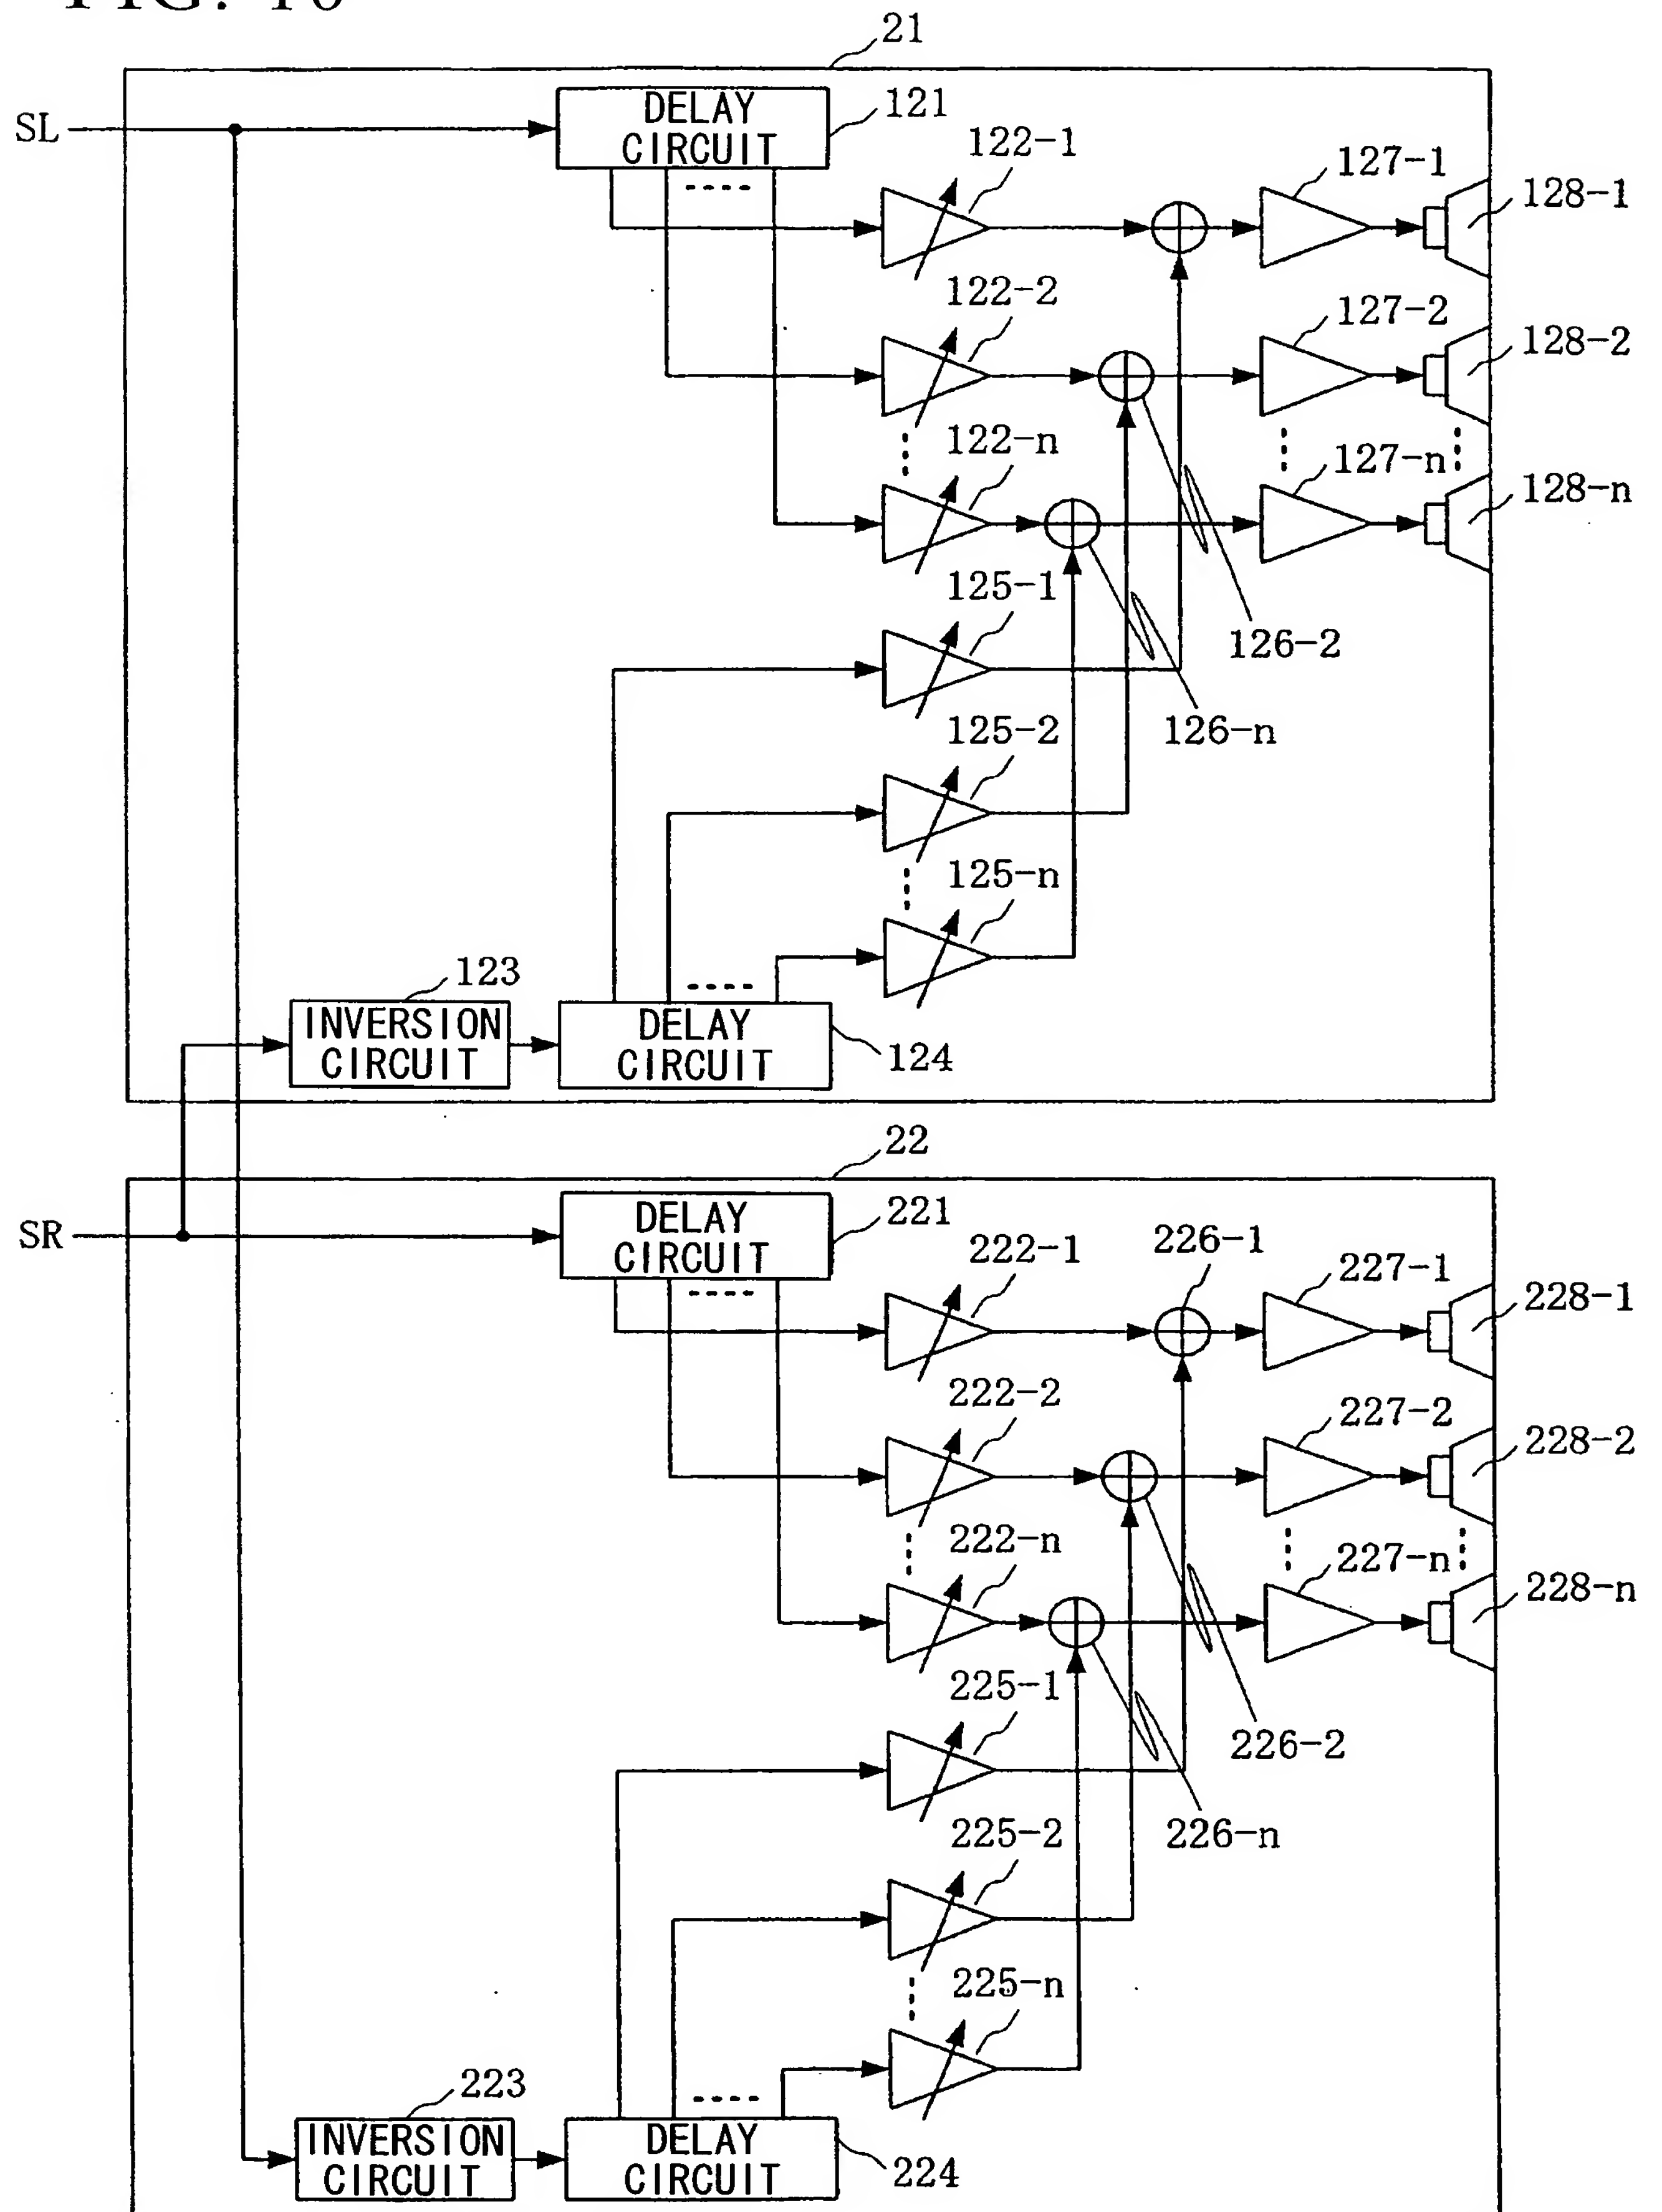 21
SL
DELAY
CIRCUIT
121
122-1
127-1
128-1
122-2
127-2
128-2
122-n
127-n
128-n
125-1
126-2
126-n
125-2
125-n
123
INVERSION
CIRCUIT
DELAY
CIRCUIT
124
22
SR
DELAY
CIRCUIT
221
222-1
226-1
227-1
228-1
222-2
227-2
228-2
222-n
227-n
228-n
225-1
226-2
226-n
225-2
225-n
223
INVERSION
CIRCUIT
DELAY
CIRCUIT
224